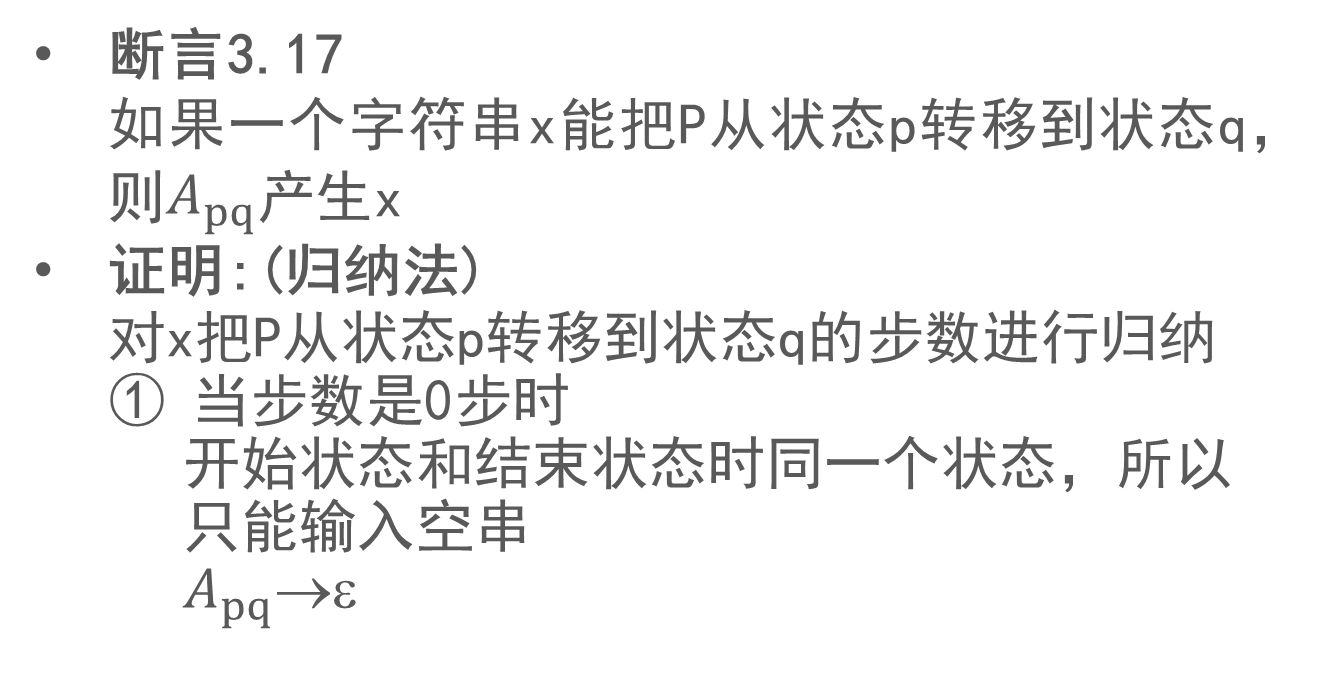 • 断言3.17
如果一个字符串x能把P从状态p转移到状态q,
则Apq产生x
• 证明:(归纳法)
对x把P从状态p转移到状态q的步数进行归纳
① 当步数是0步时
开始状态和结束状态时同一个状态，所以
只能输入空串
Apq→ε